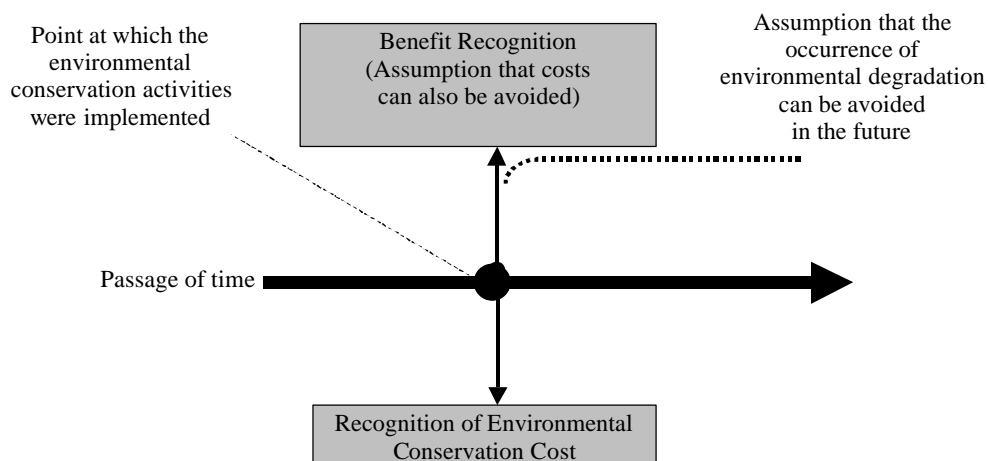 Point at which the
environmental
conservation activities
were implemented
Benefit Recognition
(Assumption that costs
can also be avoided)
Assumption that the
occurrence of
environmental degradation
can be avoided
in the future
Passage of time
Recognition of Environmental
Conservation Cost